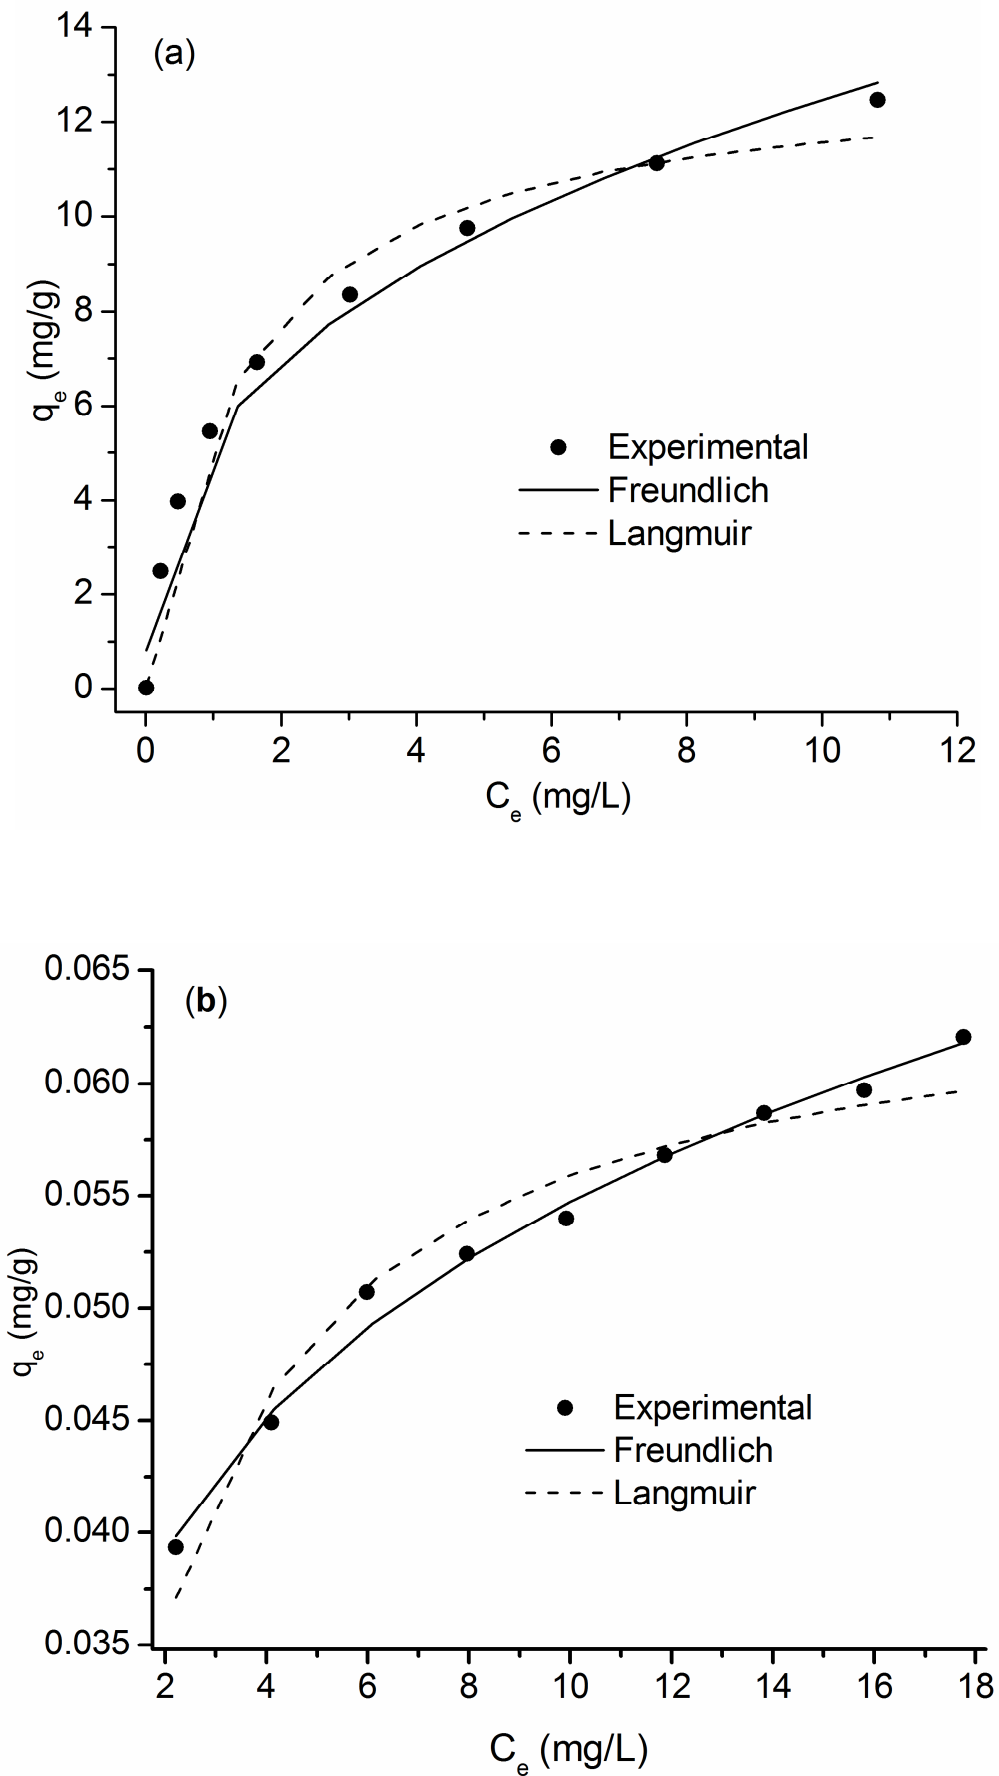 (a)
14
12
10
8
6
4
2
0
qe (mg/g)
Experimental
Freundlich
Langmuir
0 2 4 6 8 10 12
Ce (mg/L)
(b)
0.065
0.060
0.055
0.050
0.045
0.040
0.035
qe (mg/g)
Experimental
Freundlich
Langmuir
2 4 6 8 10 12 14 16 18
Ce (mg/L)